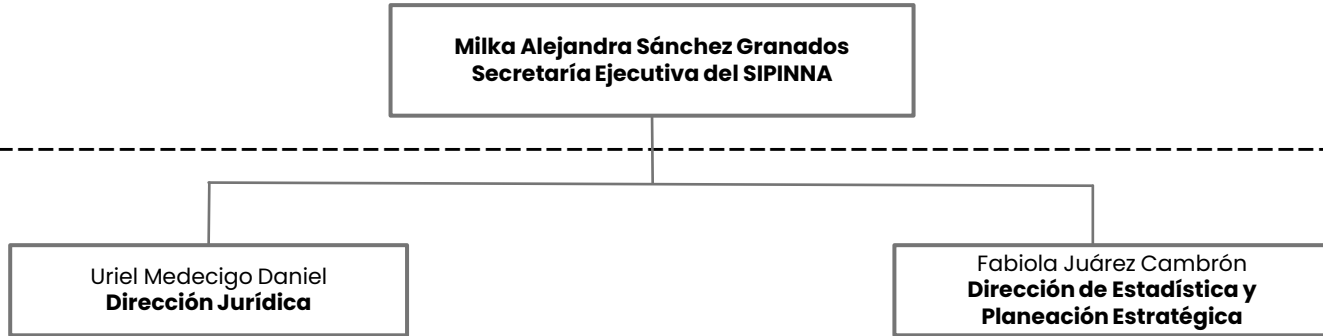 Milka Alejandra Sánchez Granados
Secretaría Ejecutiva del SIPINNA
Uriel Medecigo Daniel
Dirección Jurídica
Fabiola Juárez Cambrón
Dirección de Estadística y
Planeación Estratégica